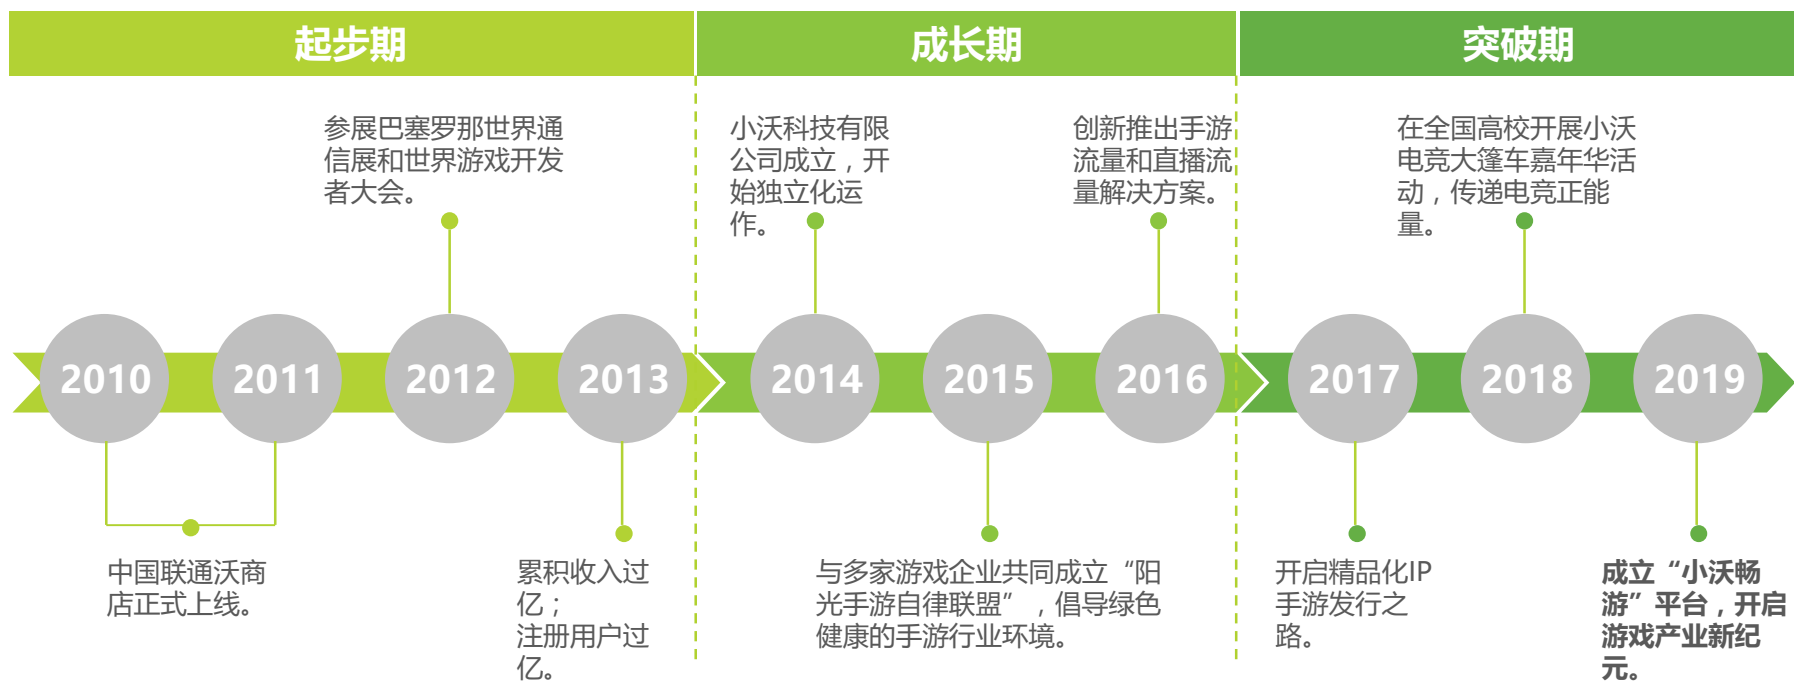 起步期
成长期
突破期
参展巴塞罗那世界通
信展和世界游戏开发
者大会。
小沃科技有限
公司成立，开
始独立化运
作。
创新推出手游
流量和直播流
量解决方案。
在全国高校开展小沃
电竞大篷车嘉年华活
动，传递电竞正能
量。
2010
2011
2012
2013
2014
2015
2016
2017
2018
2019
中国联通沃商
店正式上线。
累积收入过
亿；
注册用户过
亿。
与多家游戏企业共同成立“阳
光手游自律联盟”，倡导绿色
健康的手游行业环境。
开启精品化IP
手游发行之
路。
成立“小沃畅
游”平台，开启
游戏产业新纪
元。